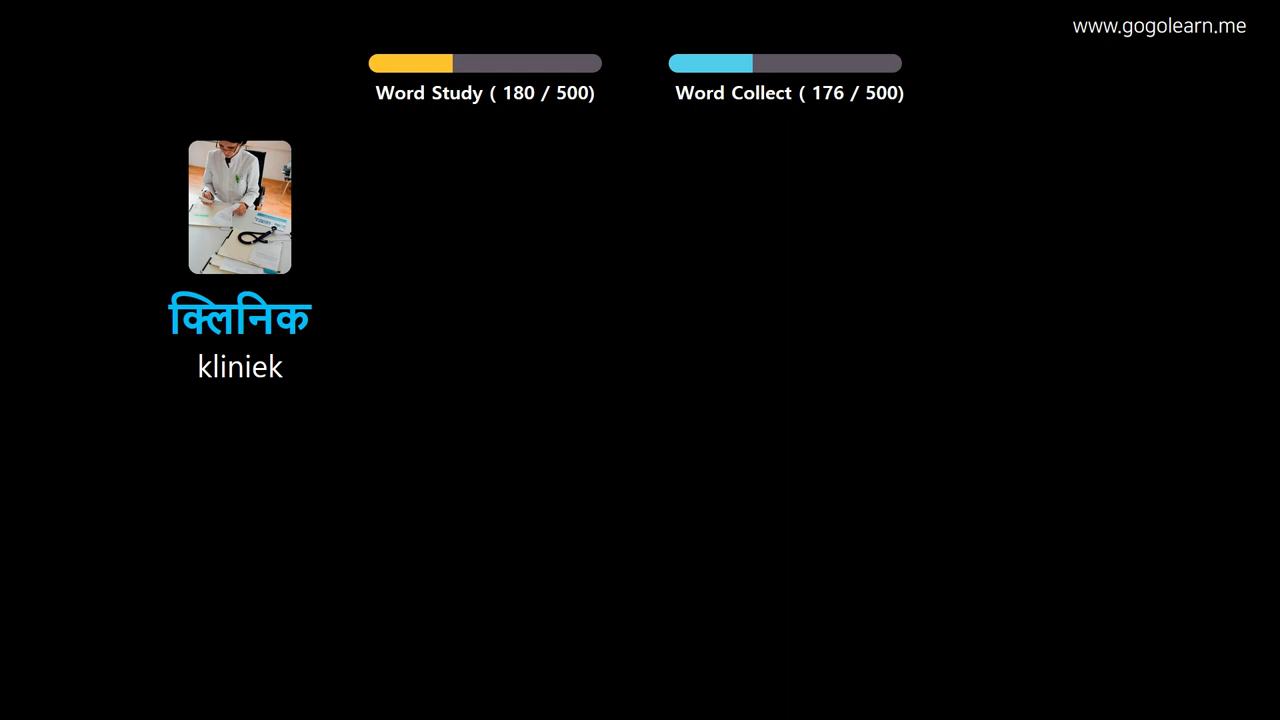 www.gogolearn.me
Word Study ( 180 / 500)
Word Collect ( 176 / 500)
क्लिनिक
kliniek